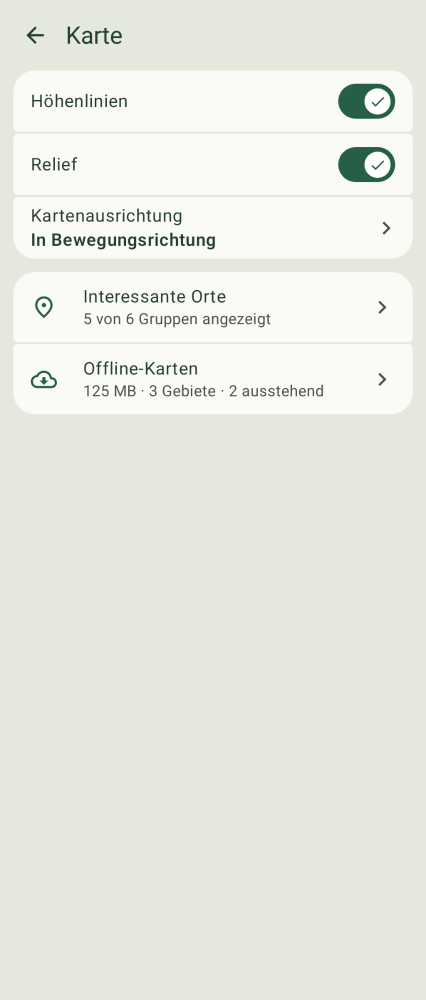 Karte
Höhenlinien
Relief
Kartenausrichtung
In Bewegungsrichtung
Interessante Orte
5 von 6 Gruppen angezeigt
Offline-Karten
125 MB · 3 Gebiete · 2 ausstehend